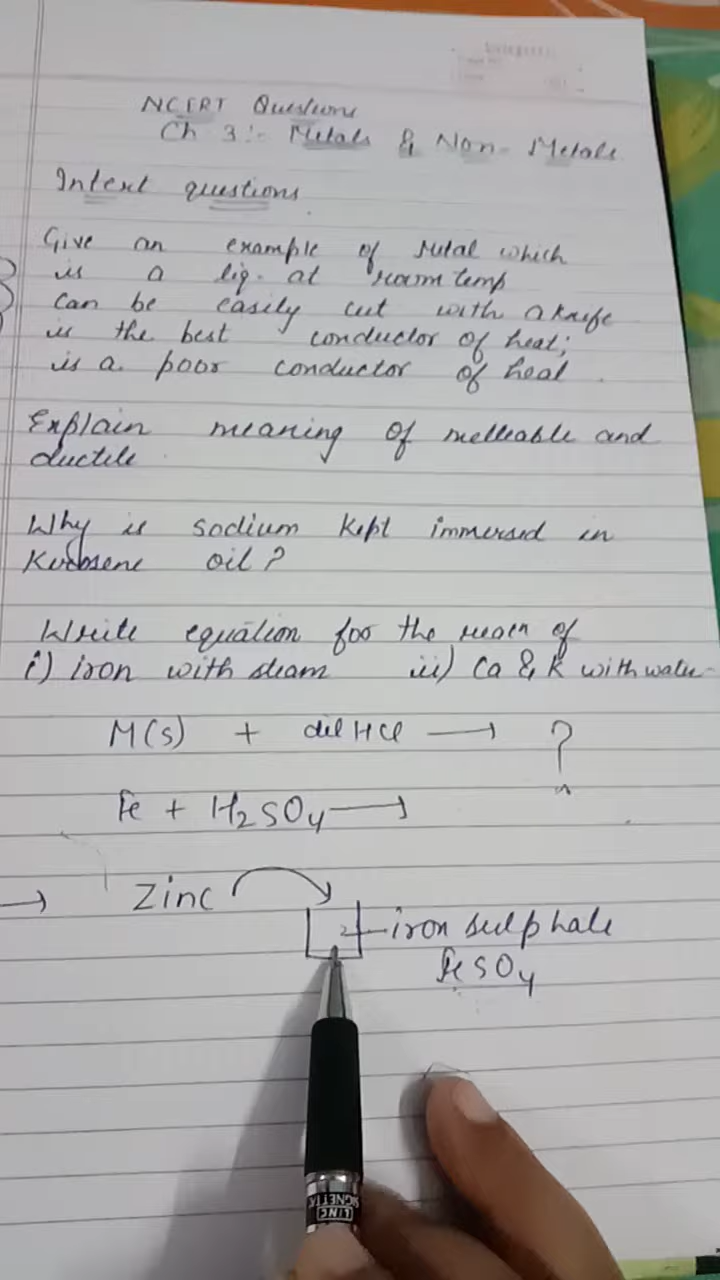 NCERT Questions
Ch 3:- Metals & Non-Metals
Intext questions
Give an example of Metal which
is a liq. at room temp
Can be easily cut with a knife
is the best conductor of heat;
is a poor conductor of heat.
Explain meaning of melleable and
ductile
Why is sodium kept immersed in
Kerosene oil?
Write equation for the reacn of
i) iron with steam ii) Ca & K with water
M(s) + dil HCl → ?
Fe + H2SO4 →
→ Zinc
iron sulphate
FeSO4
LINC
SIGNETTA